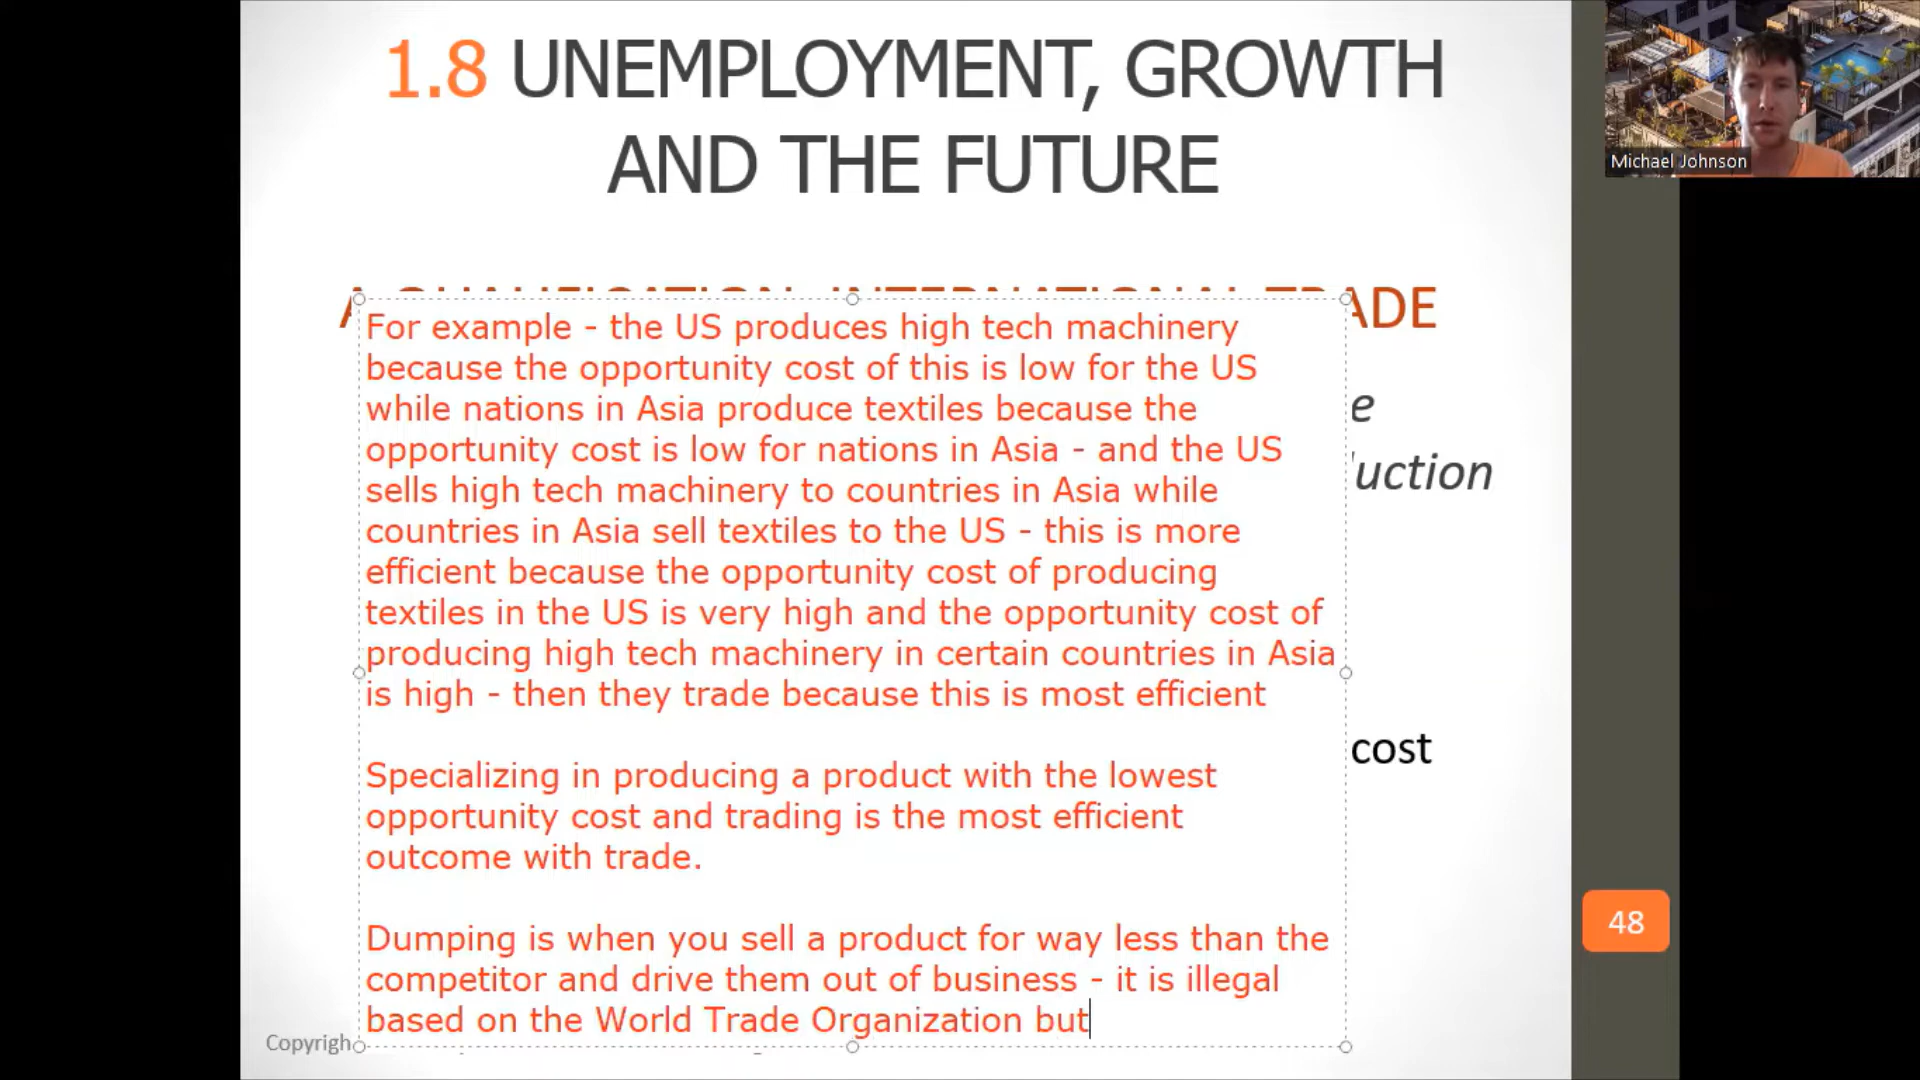 1.8 UNEMPLOYMENT, GROWTH
AND THE FUTURE
Michael Johnson
A QUALIFICATION: INTERNATIONAL TRADE
For example - the US produces high tech machinery
because the opportunity cost of this is low for the US
while nations in Asia produce textiles because the
opportunity cost is low for nations in Asia - and the US
sells high tech machinery to countries in Asia while
countries in Asia sell textiles to the US - this is more
efficient because the opportunity cost of producing
textiles in the US is very high and the opportunity cost of
producing high tech machinery in certain countries in Asia
is high - then they trade because this is most efficient
Specializing in producing a product with the lowest
opportunity cost and trading is the most efficient
outcome with trade.
Dumping is when you sell a product for way less than the
competitor and drive them out of business - it is illegal
based on the World Trade Organization but
e
uction
cost
48
Copyrigh